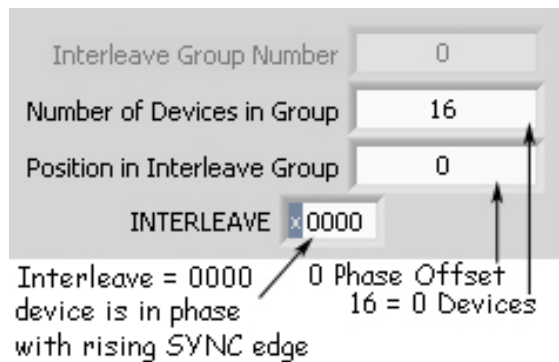 Interleave Group Number 0
Number of Devices in Group 16
Position in Interleave Group 0
INTERLEAVE x0000
Interleave = 0000
device is in phase
with rising SYNC edge
0 Phase Offset
16 = 0 Devices